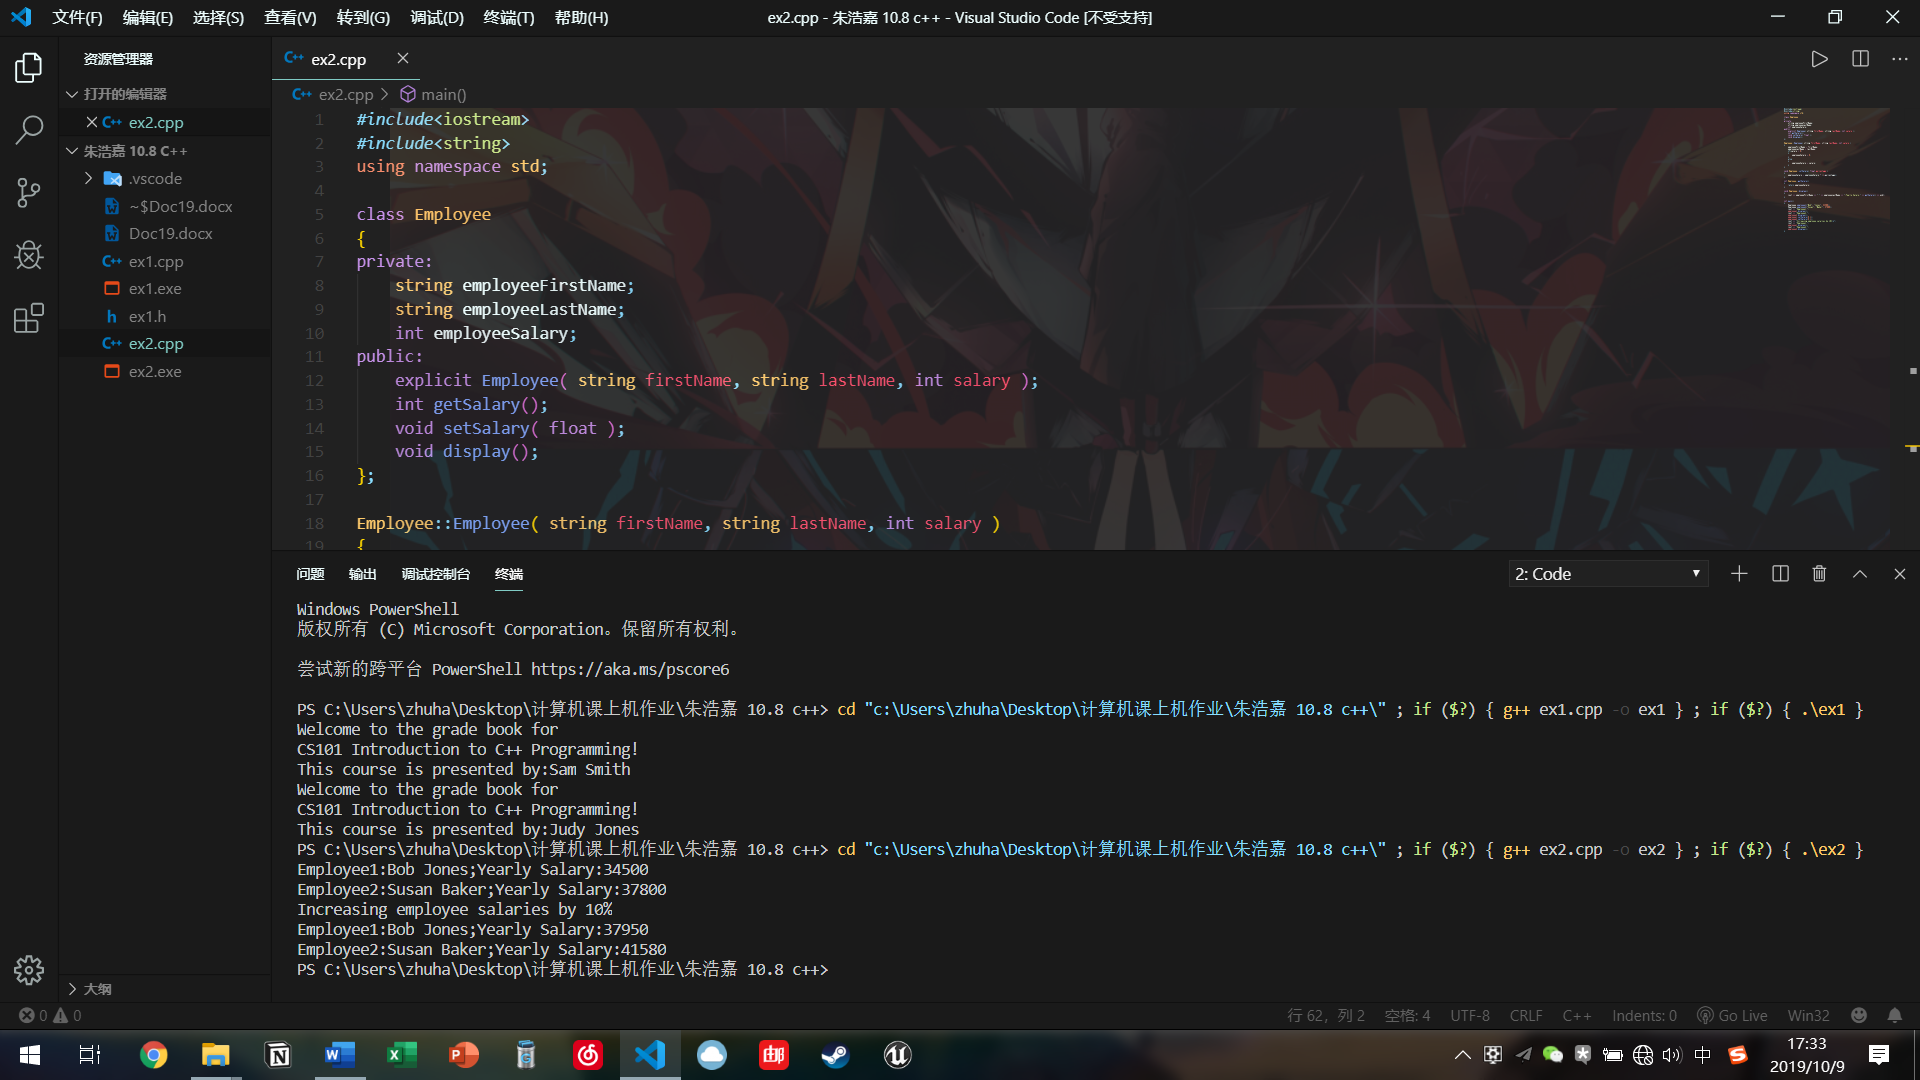 文件(F) 编辑(E) 选择(S) 查看(V) 转到(G) 调试(D) 终端(T) 帮助(H)
ex2.cpp - 朱浩嘉 10.8 c++ - Visual Studio Code [不受支持]
资源管理器
打开的编辑器
ex2.cpp
朱浩嘉 10.8 C++
.vscode
~$Doc19.docx
Doc19.docx
ex1.cpp
ex1.exe
ex1.h
ex2.cpp
ex2.exe
大纲
ex2.cpp
ex2.cpp > main()
1 #include<iostream>
2 #include<string>
3 using namespace std;
4
5 class Employee
6 {
7 private:
8     string employeeFirstName;
9     string employeeLastName;
10     int employeeSalary;
11 public:
12     explicit Employee( string firstName, string lastName, int salary );
13     int getSalary();
14     void setSalary( float );
15     void display();
16 };
17
18 Employee::Employee( string firstName, string lastName, int salary )
19 {
问题 输出 调试控制台 终端
2: Code
Windows PowerShell
版权所有 (C) Microsoft Corporation。保留所有权利。
尝试新的跨平台 PowerShell https://aka.ms/pscore6
PS C:\Users\zhuha\Desktop\计算机课上机作业\朱浩嘉 10.8 c++> cd "c:\Users\zhuha\Desktop\计算机课上机作业\朱浩嘉 10.8 c++\" ; if ($?) { g++ ex1.cpp -o ex1 } ; if ($?) { .\ex1 }
Welcome to the grade book for
CS101 Introduction to C++ Programming!
This course is presented by:Sam Smith
Welcome to the grade book for
CS101 Introduction to C++ Programming!
This course is presented by:Judy Jones
PS C:\Users\zhuha\Desktop\计算机课上机作业\朱浩嘉 10.8 c++> cd "c:\Users\zhuha\Desktop\计算机课上机作业\朱浩嘉 10.8 c++\" ; if ($?) { g++ ex2.cpp -o ex2 } ; if ($?) { .\ex2 }
Employee1:Bob Jones;Yearly Salary:34500
Employee2:Susan Baker;Yearly Salary:37800
Increasing employee salaries by 10%
Employee1:Bob Jones;Yearly Salary:37950
Employee2:Susan Baker;Yearly Salary:41580
PS C:\Users\zhuha\Desktop\计算机课上机作业\朱浩嘉 10.8 c++>
0 0
行 62，列 2 空格: 4 UTF-8 CRLF C++ Indents: 0 Go Live Win32
中
17:33
2019/10/9